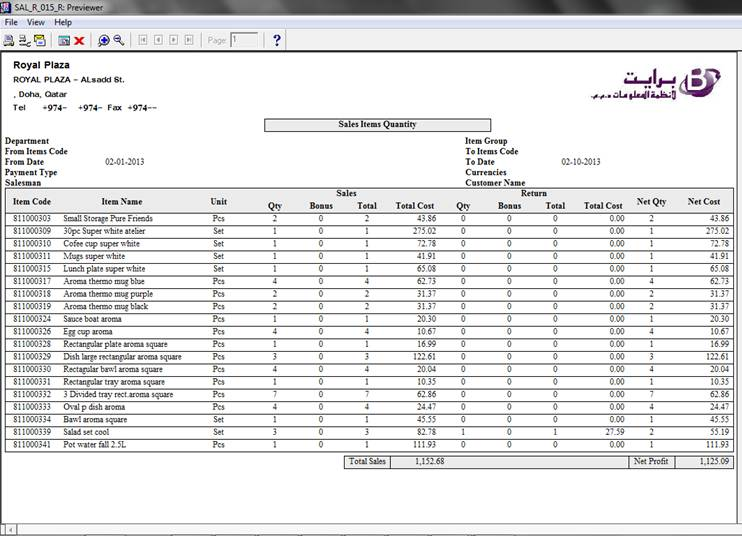 SAL_R_015_R: Previewer
File View Help
Page: 1
Royal Plaza
ROYAL PLAZA – ALsadd St.
, Doha, Qatar
Tel +974- +974- Fax +974--
برايت
لأنظمة المعلومات ذ.م.م.
Sales Items Quantity
Department Item Group
From Items Code To Items Code
From Date 02-01-2013 To Date 02-10-2013
Payment Type Currencies
Salesman Customer Name
Sales Return
Item Code Item Name Unit Qty Bonus Total Total Cost Qty Bonus Total Total Cost Net Qty Net Cost
811000303 Small Storage Pure Friends Pcs 2 0 2 43.86 0 0 0 0.00 2 43.86
811000309 30pc Super white atelier Set 1 0 1 275.02 0 0 0 0.00 1 275.02
811000310 Cofee cup super white Set 1 0 1 72.78 0 0 0 0.00 1 72.78
811000311 Mugs super white Set 1 0 1 41.91 0 0 0 0.00 1 41.91
811000315 Lunch plate super white Set 1 0 1 65.08 0 0 0 0.00 1 65.08
811000317 Aroma thermo mug blue Pcs 4 0 4 62.73 0 0 0 0.00 4 62.73
811000318 Aroma thermo mug purple Pcs 2 0 2 31.37 0 0 0 0.00 2 31.37
811000319 Aroma thermo mug black Pcs 2 0 2 31.37 0 0 0 0.00 2 31.37
811000324 Sauce boat aroma Pcs 1 0 1 20.30 0 0 0 0.00 1 20.30
811000326 Egg cup aroma Pcs 4 0 4 10.67 0 0 0 0.00 4 10.67
811000328 Rectangular plate aroma square Pcs 1 0 1 16.99 0 0 0 0.00 1 16.99
811000329 Dish large rectangular aroma square Pcs 3 0 3 122.61 0 0 0 0.00 3 122.61
811000330 Rectagular bawl aroma square Pcs 4 0 4 20.04 0 0 0 0.00 4 20.04
811000331 Rectangular tray aroma square Pcs 1 0 1 10.35 0 0 0 0.00 1 10.35
811000332 3 Divided tray rect.aroma square Pcs 7 0 7 62.86 0 0 0 0.00 7 62.86
811000333 Oval p dish aroma Pcs 4 0 4 24.47 0 0 0 0.00 4 24.47
811000334 Bawl aroma square Set 1 0 1 45.55 0 0 0 0.00 1 45.55
811000339 Salad set cool Set 3 0 3 82.78 1 0 1 27.59 2 55.19
811000341 Pot water fall 2.5L Pcs 1 0 1 111.93 0 0 0 0.00 1 111.93
Total Sales 1,152.68 Net Profit 1,125.09